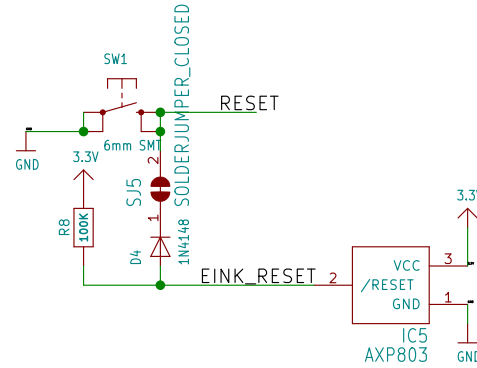 SW1
SOLDERJUMPER_CLOSED
RESET
6mm SMT
GND
3.3V
2
SJ5
1
R8
100K
D4
1N4148
3.3V
EINK_RESET
2
VCC
3
/RESET
GND
1
IC5
AXP803
GND